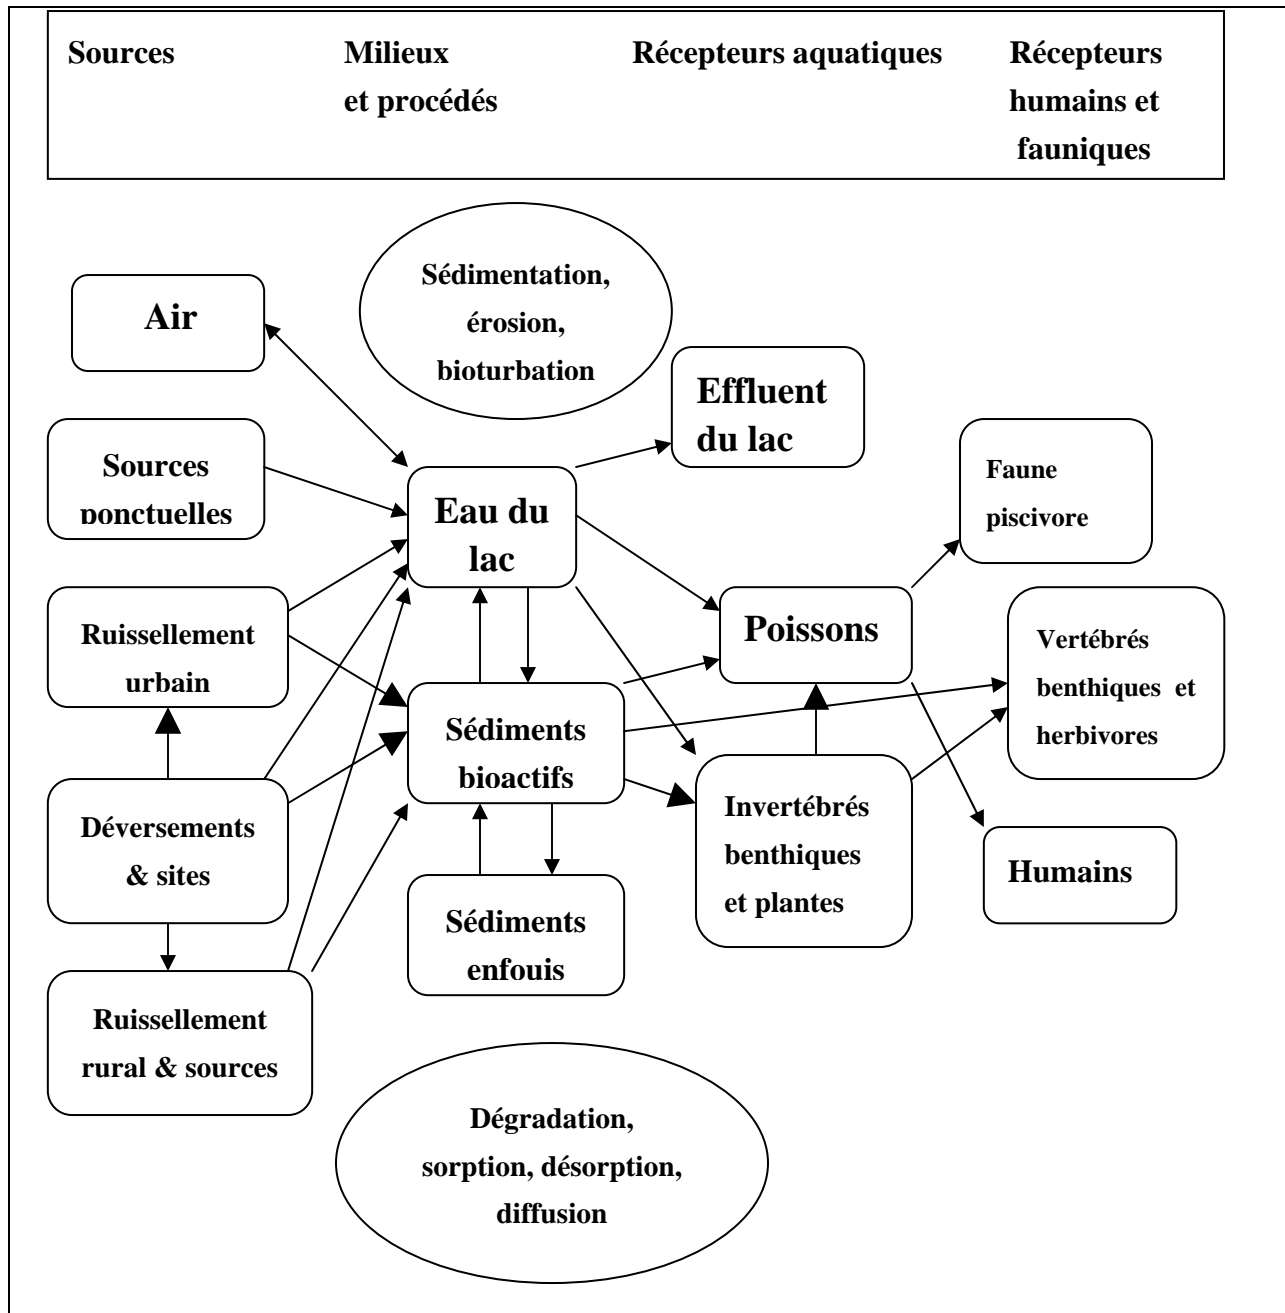 Sources
Milieux
et procédés
Récepteurs aquatiques
Récepteurs
humains et
fauniques
Sédimentation,
érosion,
bioturbation
Air
Effluent
du lac
Sources
ponctuelles
Eau du
lac
Faune
piscivore
Ruissellement
urbain
Poissons
Vertébrés
benthiques et
herbivores
Sédiments
bioactifs
Déversements
& sites
Invertébrés
benthiques
et plantes
Humains
Sédiments
enfouis
Ruissellement
rural & sources
Dégradation,
sorption, désorption,
diffusion